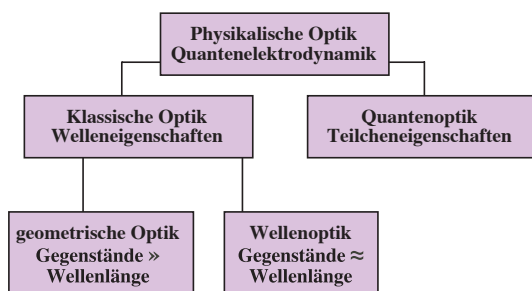 Physikalische Optik
Quantenelektrodynamik
Klassische Optik
Welleneigenschaften
Quantenoptik
Teilcheneigenschaften
geometrische Optik
Gegenstände »
Wellenlänge
Wellenoptik
Gegenstände ≈
Wellenlänge